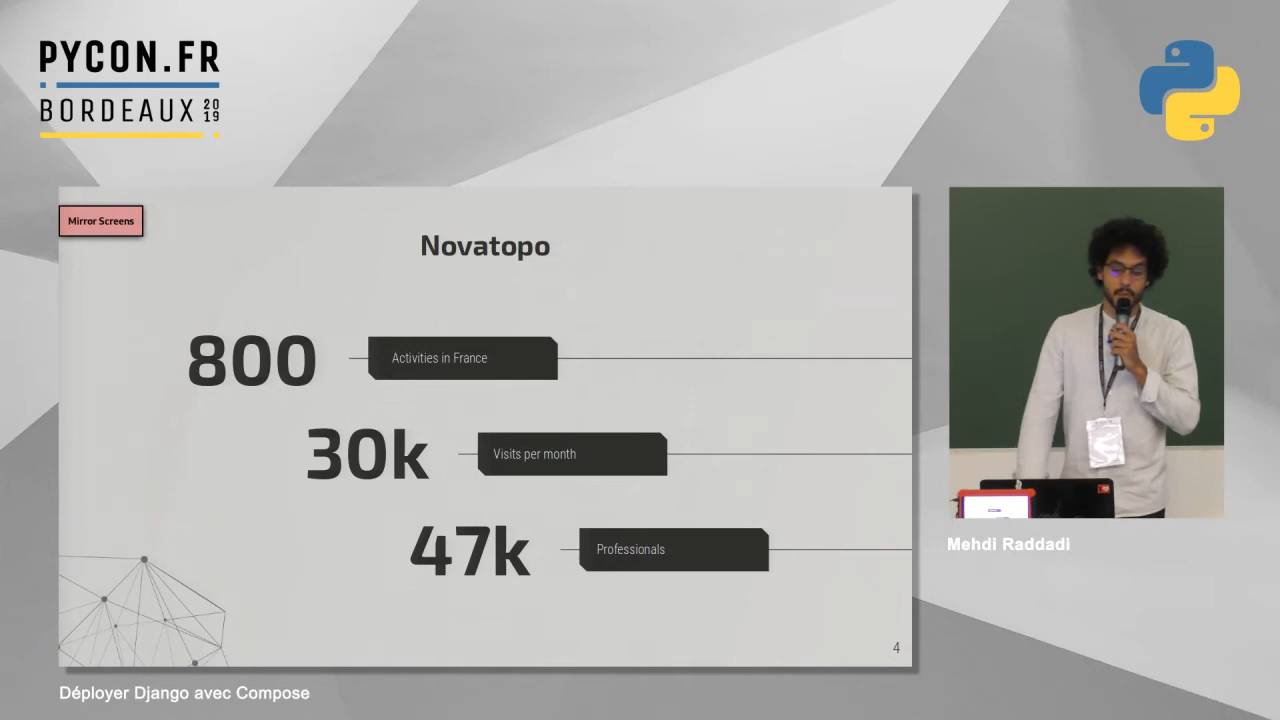 PYCON.FR
BORDEAUX 2019
Mirror Screens
Novatopo
800 Activities in France
30k Visits per month
47k Professionals
4
Mehdi Raddadi
Déployer Django avec Compose